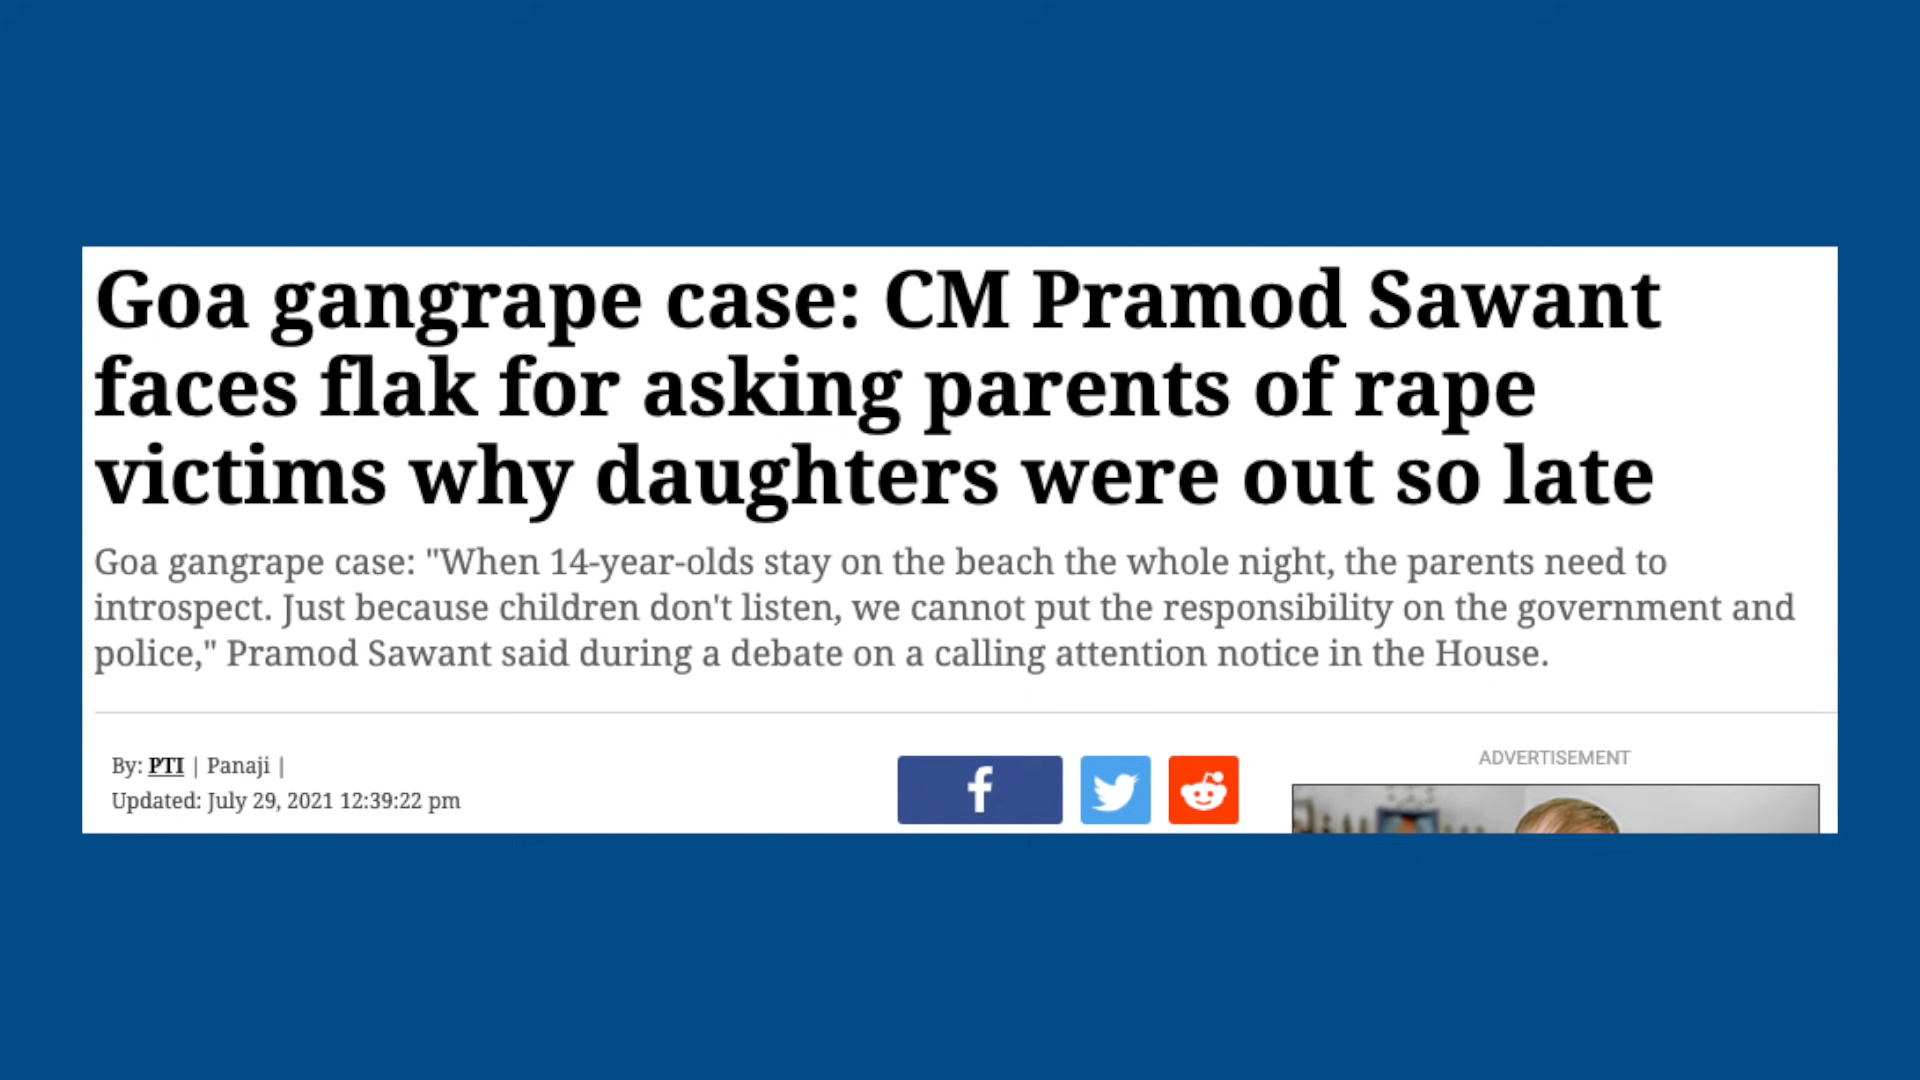 Goa gangrape case: CM Pramod Sawant
faces flak for asking parents of rape
victims why daughters were out so late
Goa gangrape case: "When 14-year-olds stay on the beach the whole night, the parents need to
introspect. Just because children don't listen, we cannot put the responsibility on the government and
police," Pramod Sawant said during a debate on a calling attention notice in the House.
By: PTI | Panaji |
Updated: July 29, 2021 12:39:22 pm
ADVERTISEMENT